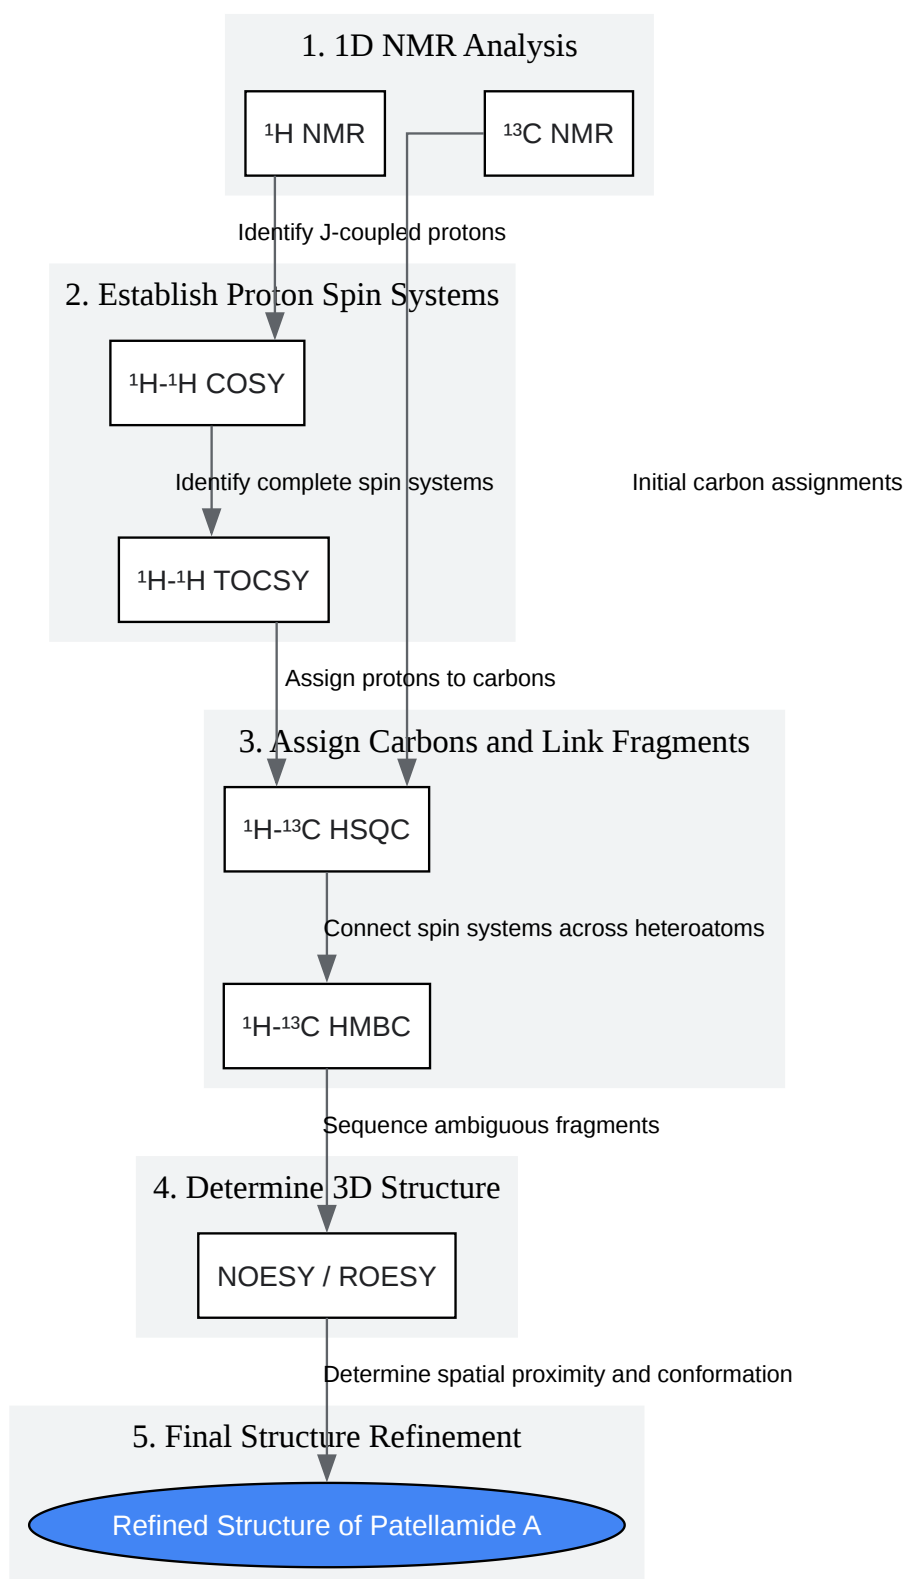 1. 1D NMR Analysis
¹H NMR
¹³C NMR
Identify J-coupled protons
2. Establish Proton Spin Systems
¹H-¹H COSY
Identify complete spin systems
Initial carbon assignments
¹H-¹H TOCSY
Assign protons to carbons
3. Assign Carbons and Link Fragments
¹H-¹³C HSQC
Connect spin systems across heteroatoms
¹H-¹³C HMBC
Sequence ambiguous fragments
4. Determine 3D Structure
NOESY / ROESY
Determine spatial proximity and conformation
5. Final Structure Refinement
Refined Structure of Patellamide A